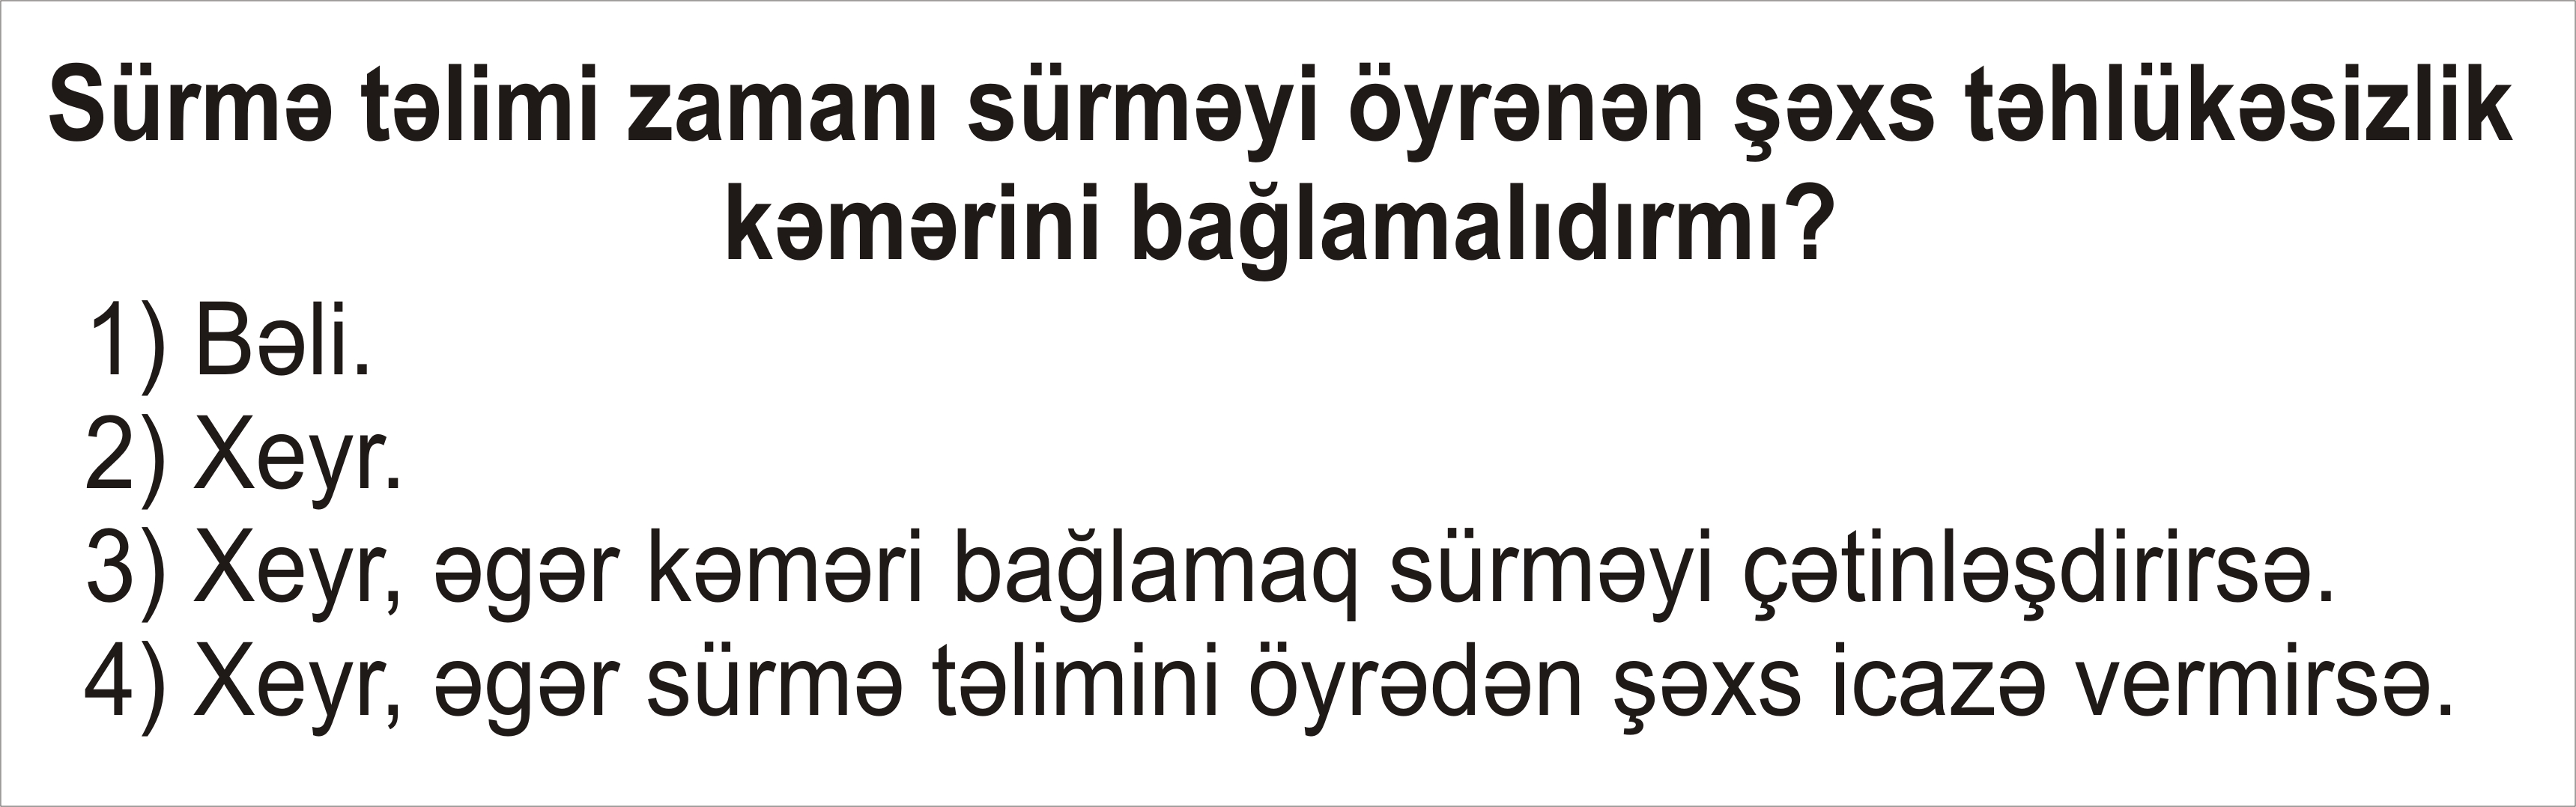 Sürmə təlimi zamanı sürməyi öyrənən şəxs təhlükəsizlik
kəmərini bağlamalıdırmı?
1) Bəli.
2) Xeyr.
3) Xeyr, əgər kəməri bağlamaq sürməyi çətinləşdirirsə.
4) Xeyr, əgər sürmə təlimini öyrədən şəxs icazə vermirsə.